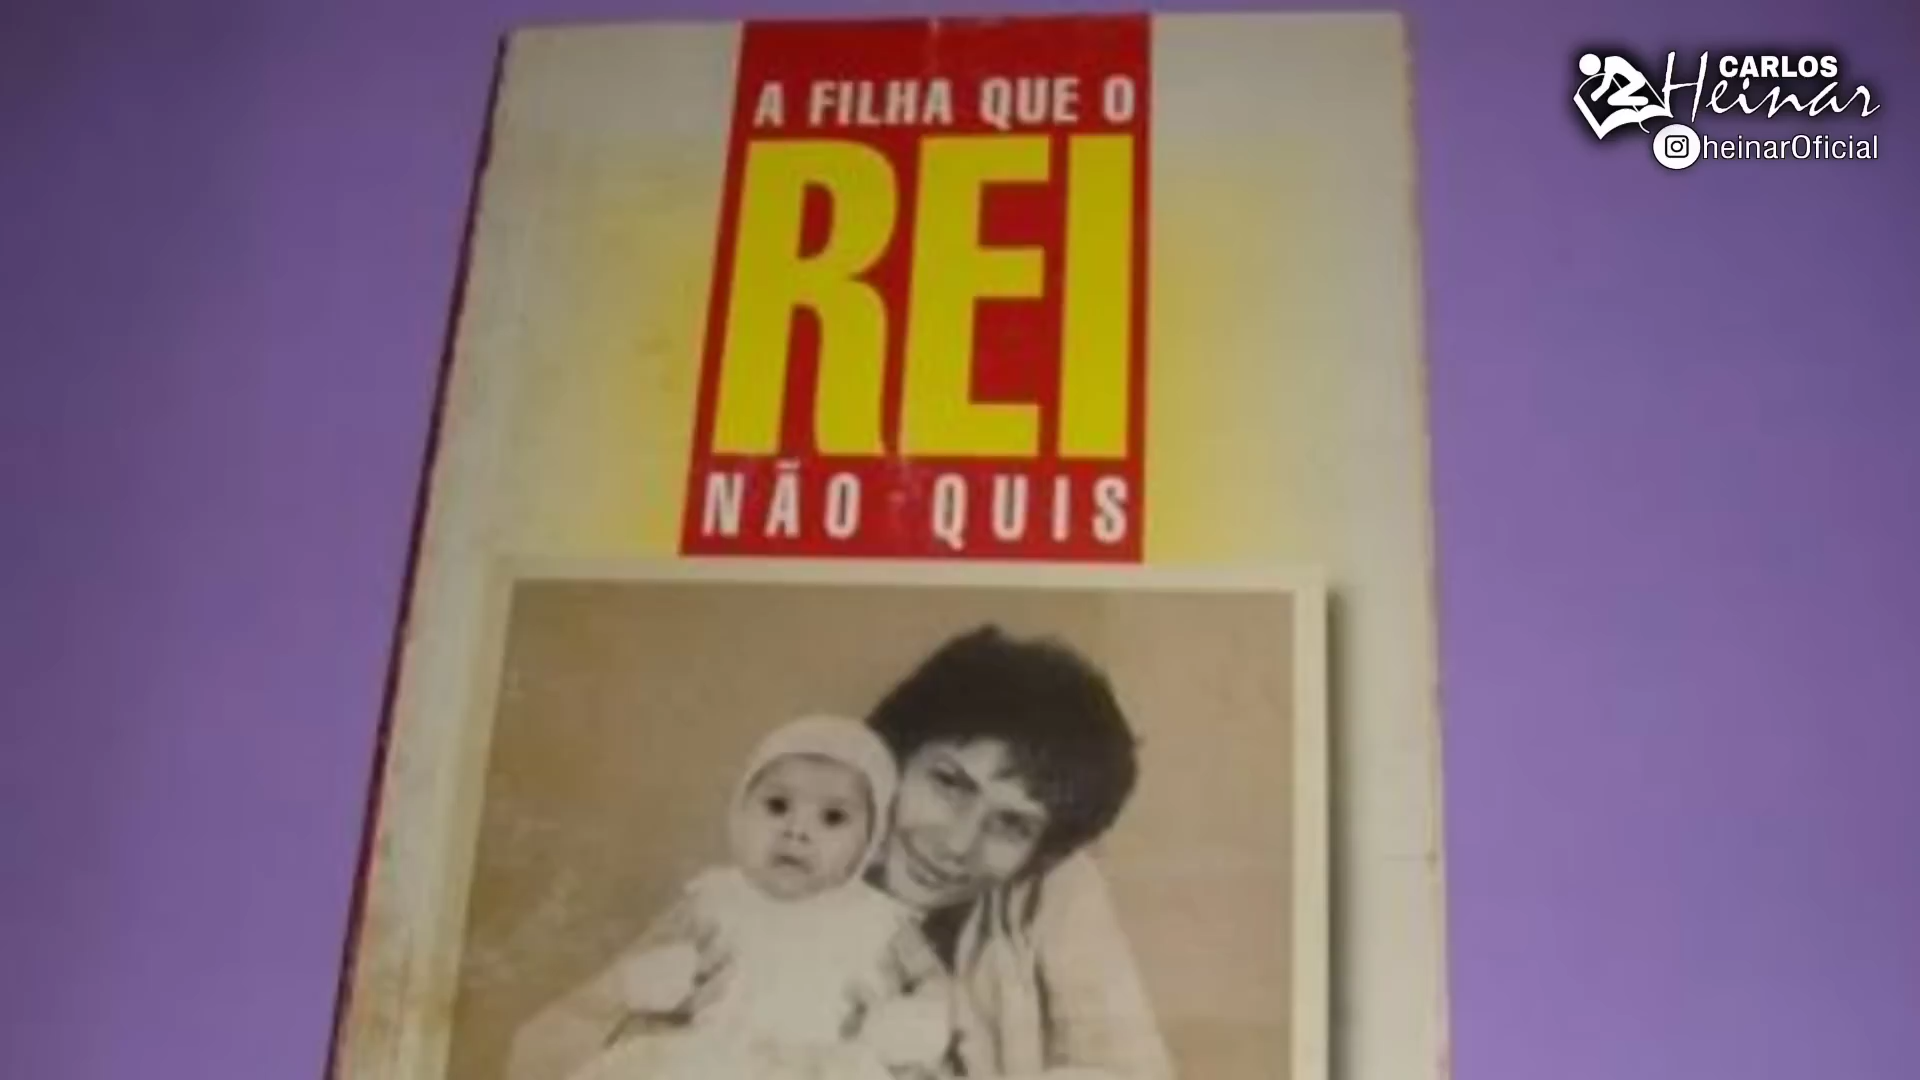 A FILHA QUE O
REI
NÃO QUIS
CARLOS
Heinar
heinarOficial